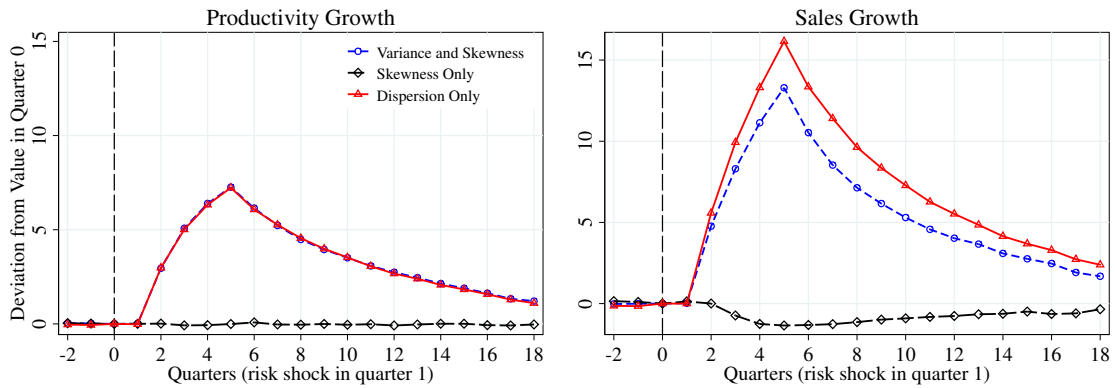 Productivity Growth
Deviation from Value in Quarter 0
15
10
5
0
Variance and Skewness
Skewness Only
Dispersion Only
-2 0 2 4 6 8 10 12 14 16 18
Quarters (risk shock in quarter 1)
Sales Growth
15
10
5
0
-2 0 2 4 6 8 10 12 14 16 18
Quarters (risk shock in quarter 1)